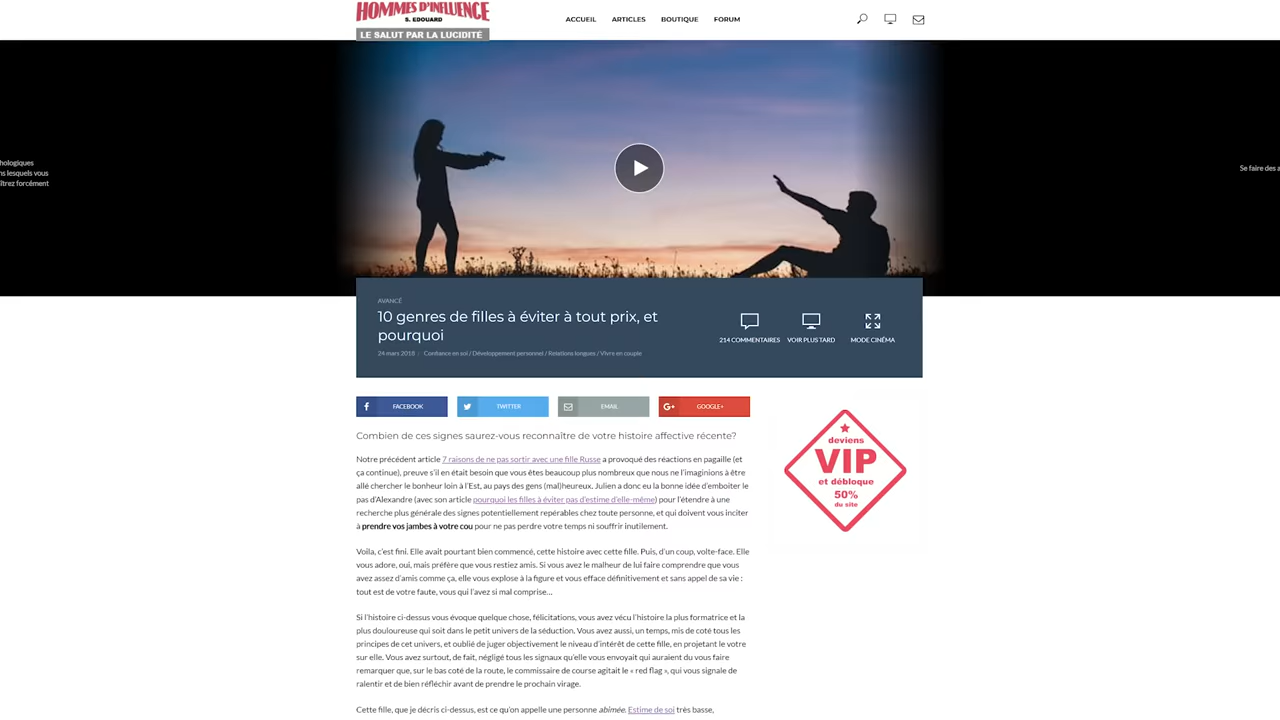 HOMMES D'INFLUENCE
S. EDOUARD
LE SALUT PAR LA LUCIDITÉ
ACCUEIL ARTICLES BOUTIQUE FORUM
hologiques
ns lesquels vous
îtrez forcément
Se faire des a
AVANCÉ
10 genres de filles à éviter à tout prix, et
pourquoi
24 mars 2018 | Confiance en soi / Développement personnel / Relations longues / Vivre en couple
214 COMMENTAIRES VOIR PLUS TARD MODE CINÉMA
FACEBOOK TWITTER EMAIL GOOGLE+
Combien de ces signes saurez-vous reconnaître de votre histoire affective récente?
Notre précédent article 7 raisons de ne pas sortir avec une fille Russe a provoqué des réactions en pagaille (et
ça continue), preuve s'il en était besoin que vous êtes beaucoup plus nombreux que nous ne l'imaginions à être
allé chercher le bonheur loin à l'Est, au pays des gens (mal)heureux. Julien a donc eu la bonne idée d'emboiter le
pas d'Alexandre (avec son article pourquoi les filles à éviter pas d'estime d'elle-même) pour l'étendre à une
recherche plus générale des signes potentiellement repérables chez toute personne, et qui doivent vous inciter
à prendre vos jambes à votre cou pour ne pas perdre votre temps ni souffrir inutilement.
Voila, c'est fini. Elle avait pourtant bien commencé, cette histoire avec cette fille. Puis, d'un coup, volte-face. Elle
vous adore, oui, mais préfère que vous restiez amis. Si vous avez le malheur de lui faire comprendre que vous
avez assez d'amis comme ça, elle vous explose à la figure et vous efface définitivement et sans appel de sa vie :
tout est de votre faute, vous qui l'avez si mal comprise…
Si l'histoire ci-dessus vous évoque quelque chose, félicitations, vous avez vécu l'histoire la plus formatrice et la
plus douloureuse qui soit dans le petit univers de la séduction. Vous avez aussi, un temps, mis de coté tous les
principes de cet univers, et oublié de juger objectivement le niveau d'intérêt de cette fille, en projetant le votre
sur elle. Vous avez surtout, de fait, négligé tous les signaux qu'elle vous envoyait qui auraient du vous faire
remarquer que, sur le bas coté de la route, le commissaire de course agitait le « red flag », qui vous signale de
ralentir et de bien réfléchir avant de prendre le prochain virage.
Cette fille, que je décris ci-dessus, est ce qu'on appelle une personne abimée. Estime de soi très basse,
deviens
VIP
et débloque
50%
du site